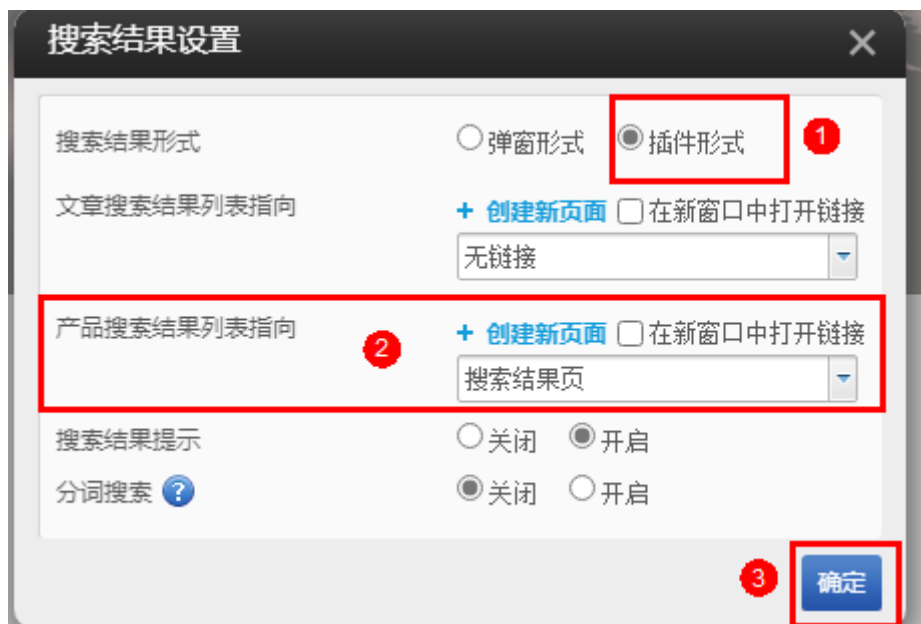 搜索结果设置
搜索结果形式 弹窗形式 插件形式 1
文章搜索结果列表指向 + 创建新页面 在新窗口中打开链接
无链接
产品搜索结果列表指向 2 + 创建新页面 在新窗口中打开链接
搜索结果页
搜索结果提示 关闭 开启
分词搜索 ? 关闭 开启
3 确定